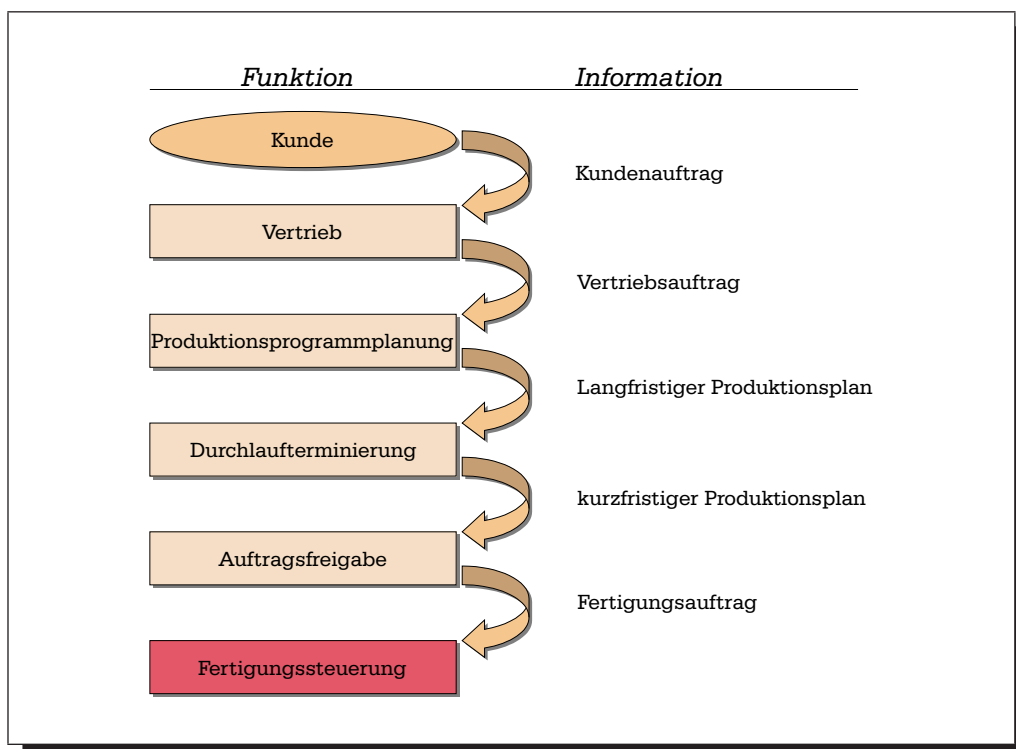 Funktion Information
Kunde
Kundenauftrag
Vertrieb
Vertriebsauftrag
Produktionsprogrammplanung
Langfristiger Produktionsplan
Durchlaufterminierung
kurzfristiger Produktionsplan
Auftragsfreigabe
Fertigungsauftrag
Fertigungssteuerung